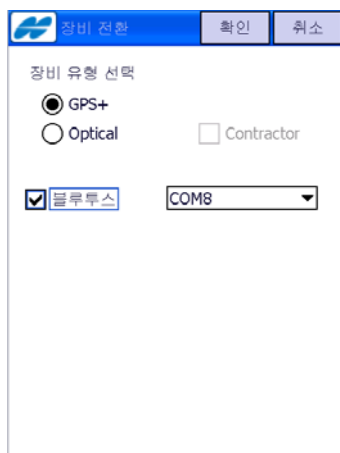 장비 전환 확인 취소
장비 유형 선택
GPS+
Optical Contractor
블루투스 COM8